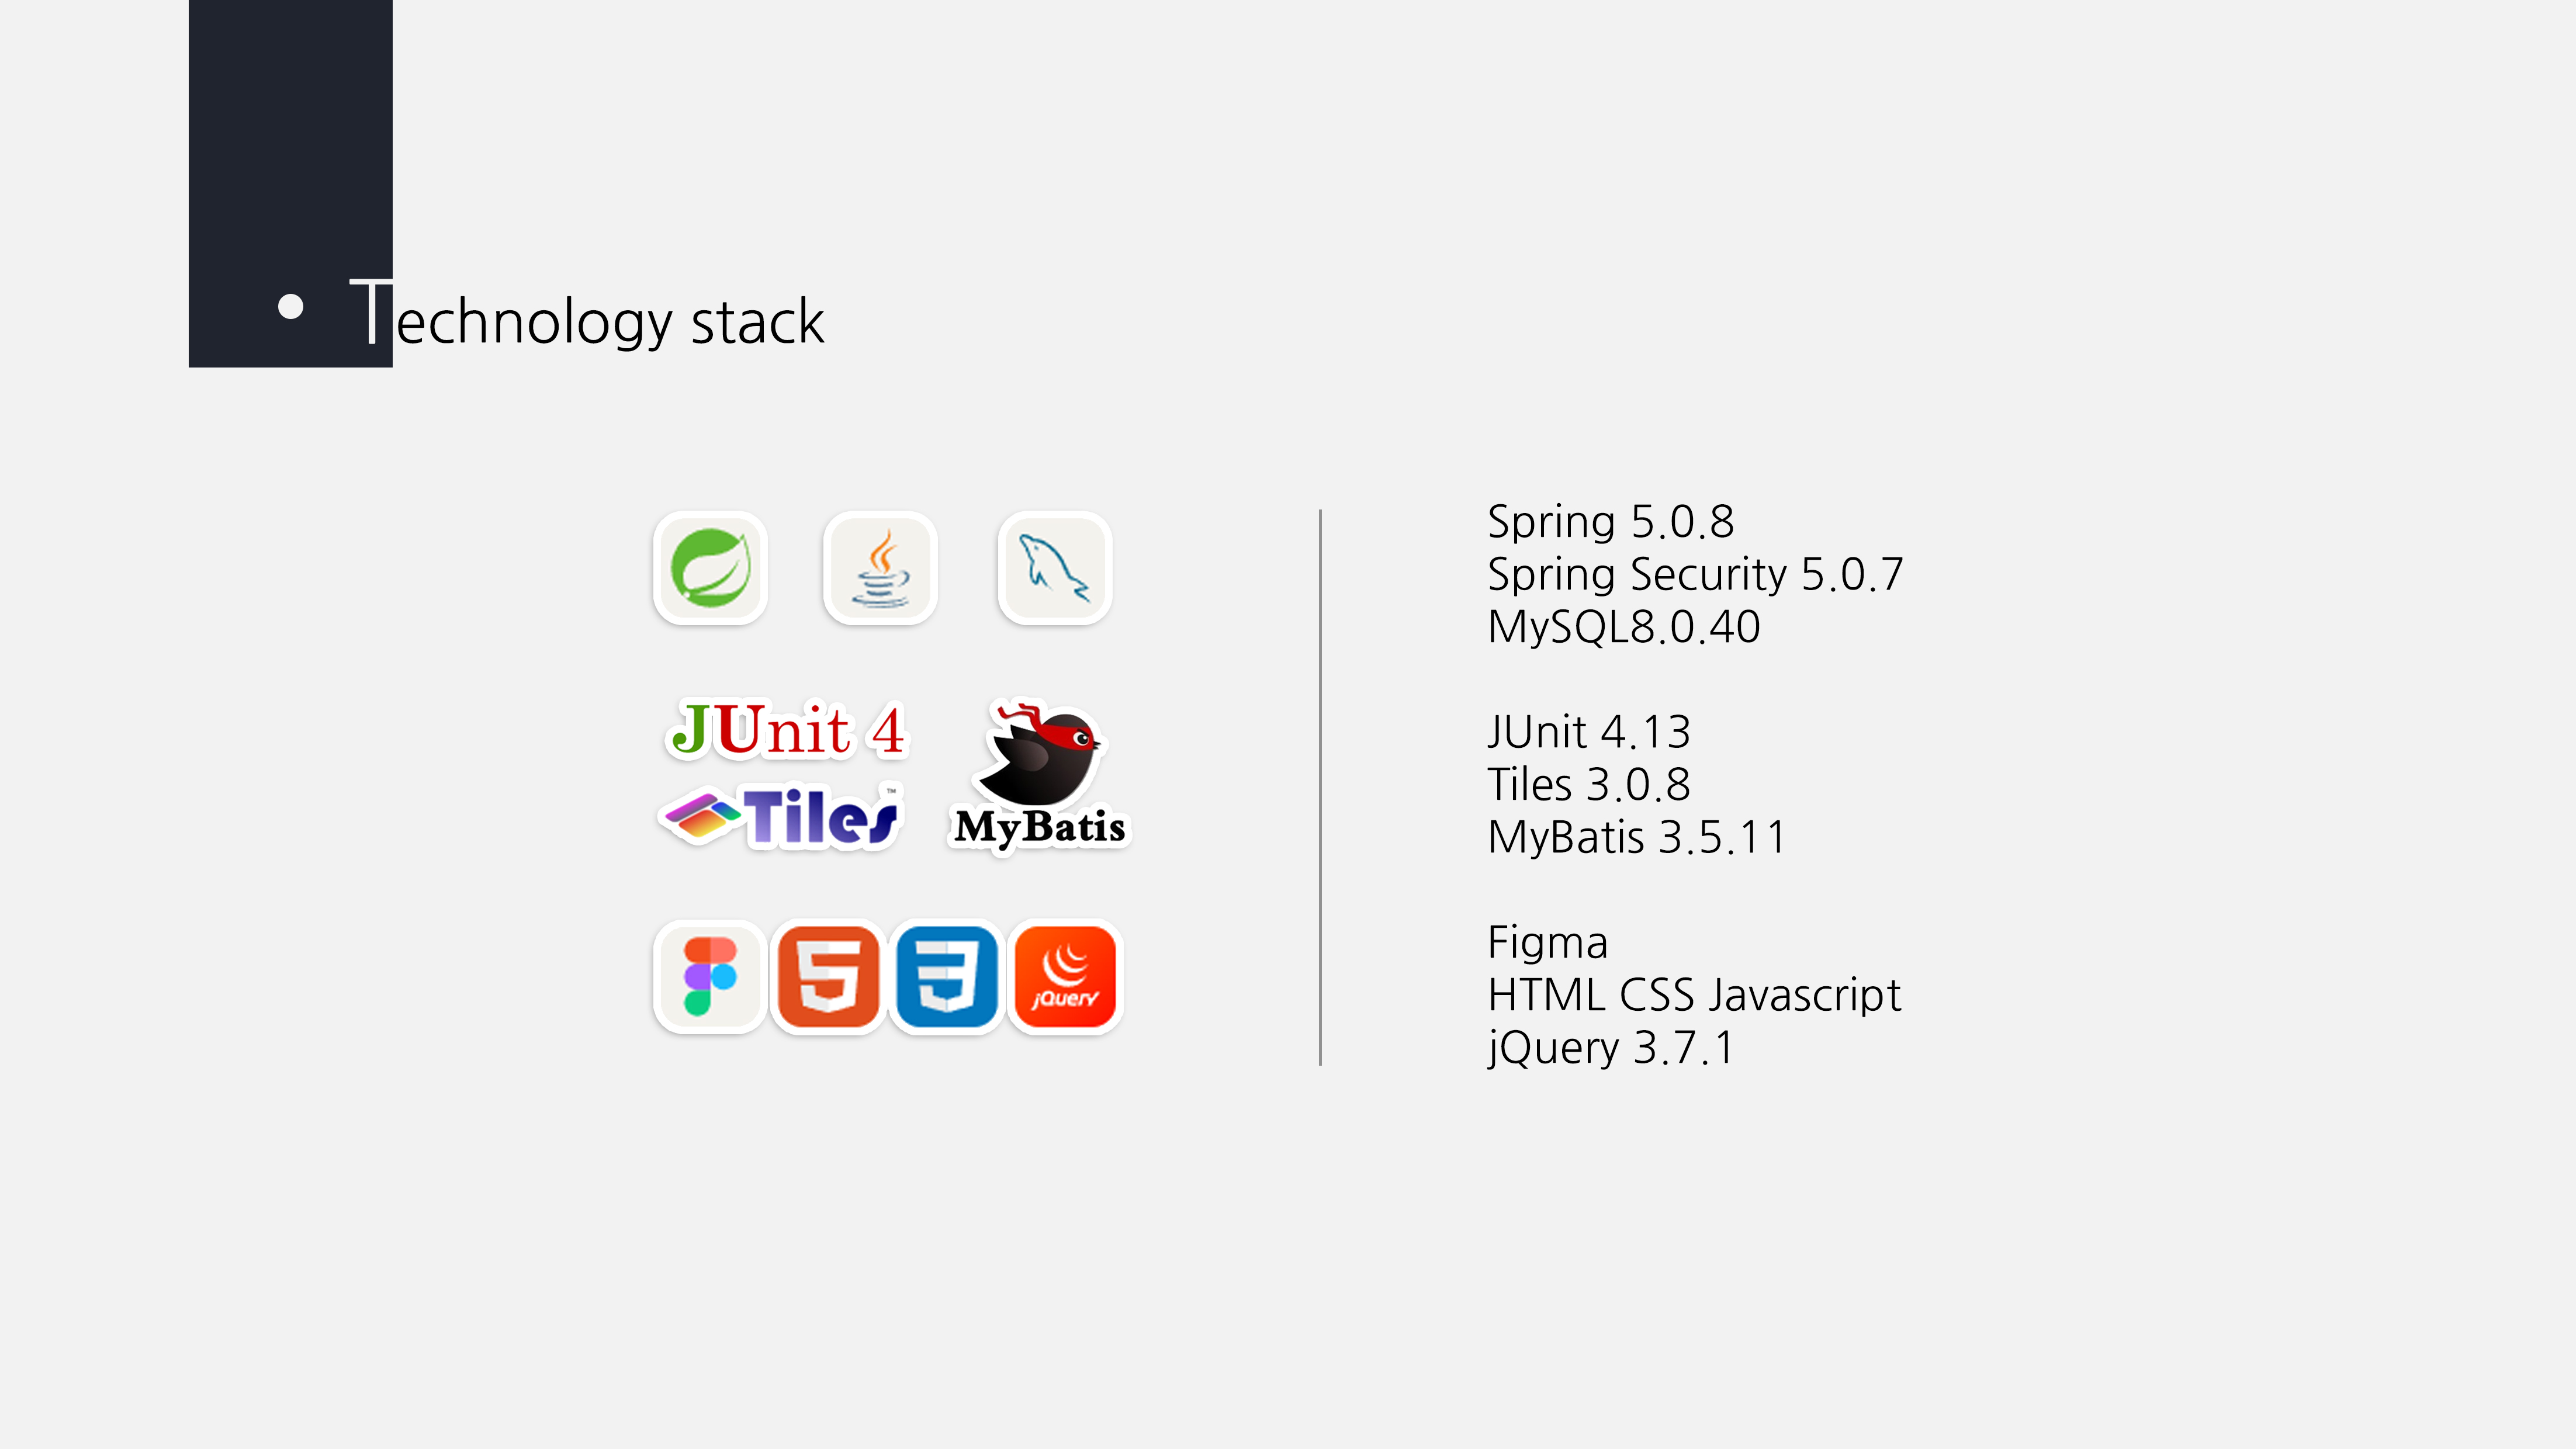 • Technology stack
Spring 5.0.8
Spring Security 5.0.7
MySQL8.0.40
JUnit 4
Tiles™
MyBatis
JUnit 4.13
Tiles 3.0.8
MyBatis 3.5.11
5
3
jQuery
Figma
HTML CSS Javascript
jQuery 3.7.1